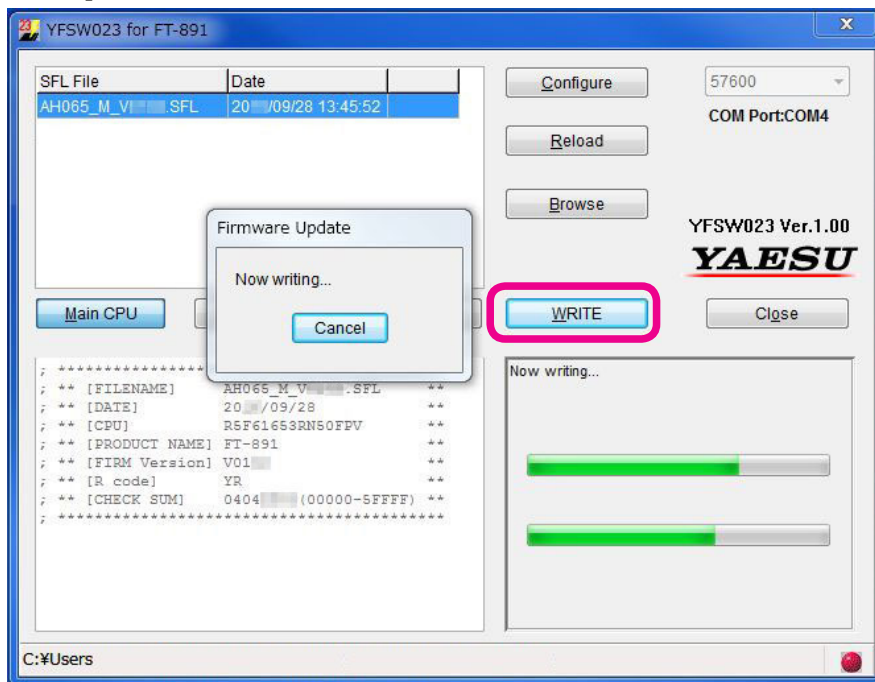 YFSW023 for FT-891
SFL File Date
AH065_M_V .SFL 20 /09/28 13:45:52
Configure
57600
COM Port:COM4
Reload
Browse
YFSW023 Ver.1.00
YAESU
Firmware Update
Now writing...
Cancel
Main CPU
WRITE
Close
; ****************
; ** [FILENAME] AH065_M_V .SFL **
; ** [DATE] 20 /09/28 **
; ** [CPU] R5F61653RN50FPV **
; ** [PRODUCT NAME] FT-891 **
; ** [FIRM Version] V01 **
; ** [R code] YR **
; ** [CHECK SUM] 0404 (00000-5FFFF) **
; ******************************************
Now writing...
C:¥Users